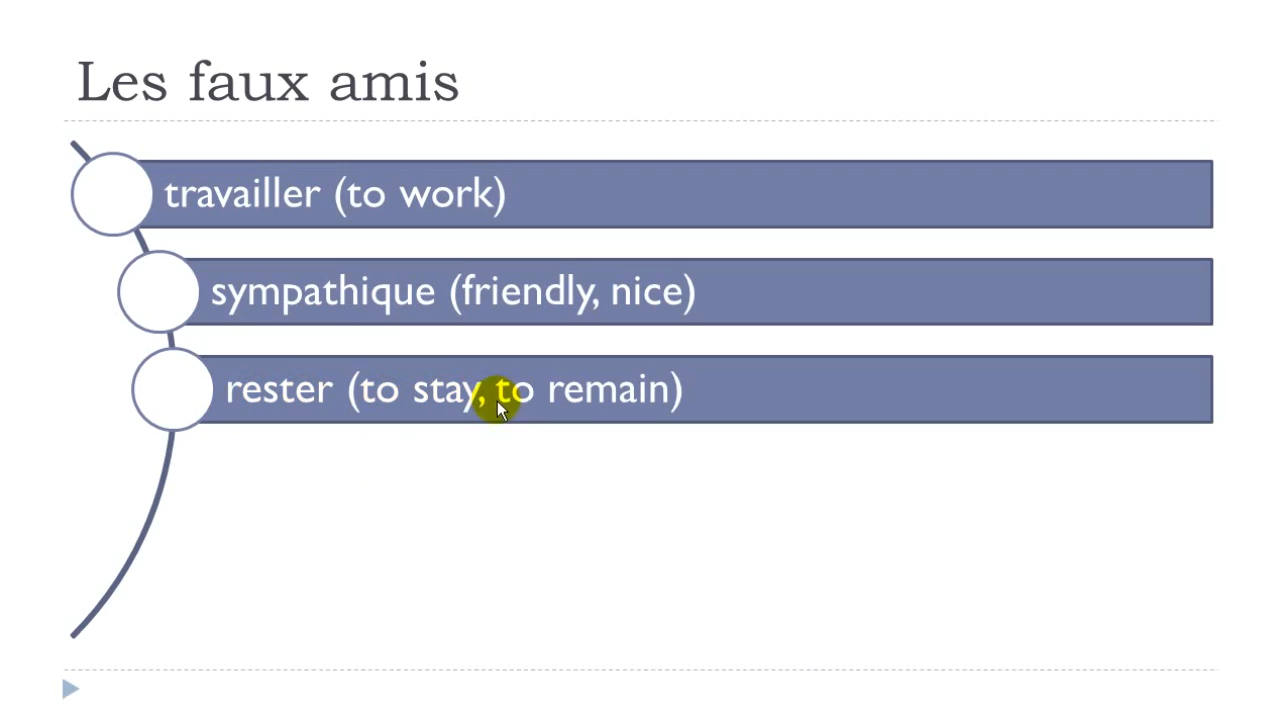 Les faux amis
travailler (to work)
sympathique (friendly, nice)
rester (to stay, to remain)